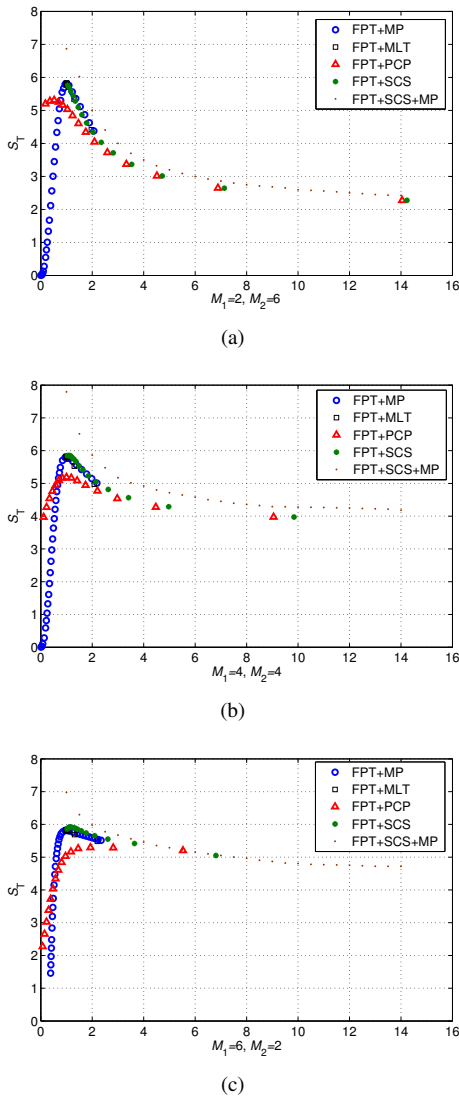 8
7
6
5
4
3
2
1
0
S_T
0 2 4 6 8 10 12 14 16
M_1=2, M_2=6
FPT+MP
FPT+MLT
FPT+PCP
FPT+SCS
FPT+SCS+MP
(a)
8
7
6
5
4
3
2
1
0
S_T
0 2 4 6 8 10 12 14 16
M_1=4, M_2=4
FPT+MP
FPT+MLT
FPT+PCP
FPT+SCS
FPT+SCS+MP
(b)
8
7
6
5
4
3
2
1
0
S_T
0 2 4 6 8 10 12 14 16
M_1=6, M_2=2
FPT+MP
FPT+MLT
FPT+PCP
FPT+SCS
FPT+SCS+MP
(c)